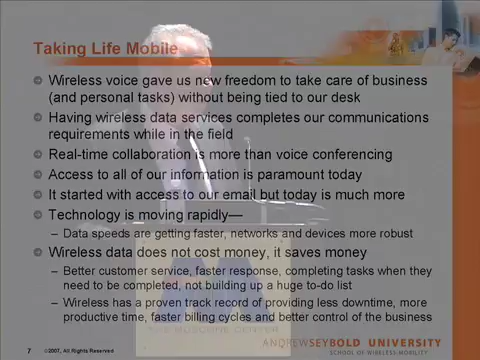 Taking Life Mobile
Wireless voice gave us new freedom to take care of business
(and personal tasks) without being tied to our desk
Having wireless data services completes our communications
requirements while in the field
Real-time collaboration is more than voice conferencing
Access to all of our information is paramount today
It started with access to our email but today is much more
Technology is moving rapidly—
– Data speeds are getting faster, networks and devices more robust
Wireless data does not cost money, it saves money
– Better customer service, faster response, completing tasks when they
need to be completed, not building up a huge to-do list
– Wireless has a proven track record of providing less downtime, more
productive time, faster billing cycles and better control of the business
MOSCONE CENTER
7 ©2007, All Rights Reserved
ANDREWSEYBOLD UNIVERSITY
SCHOOL OF WIRELESS MOBILITY